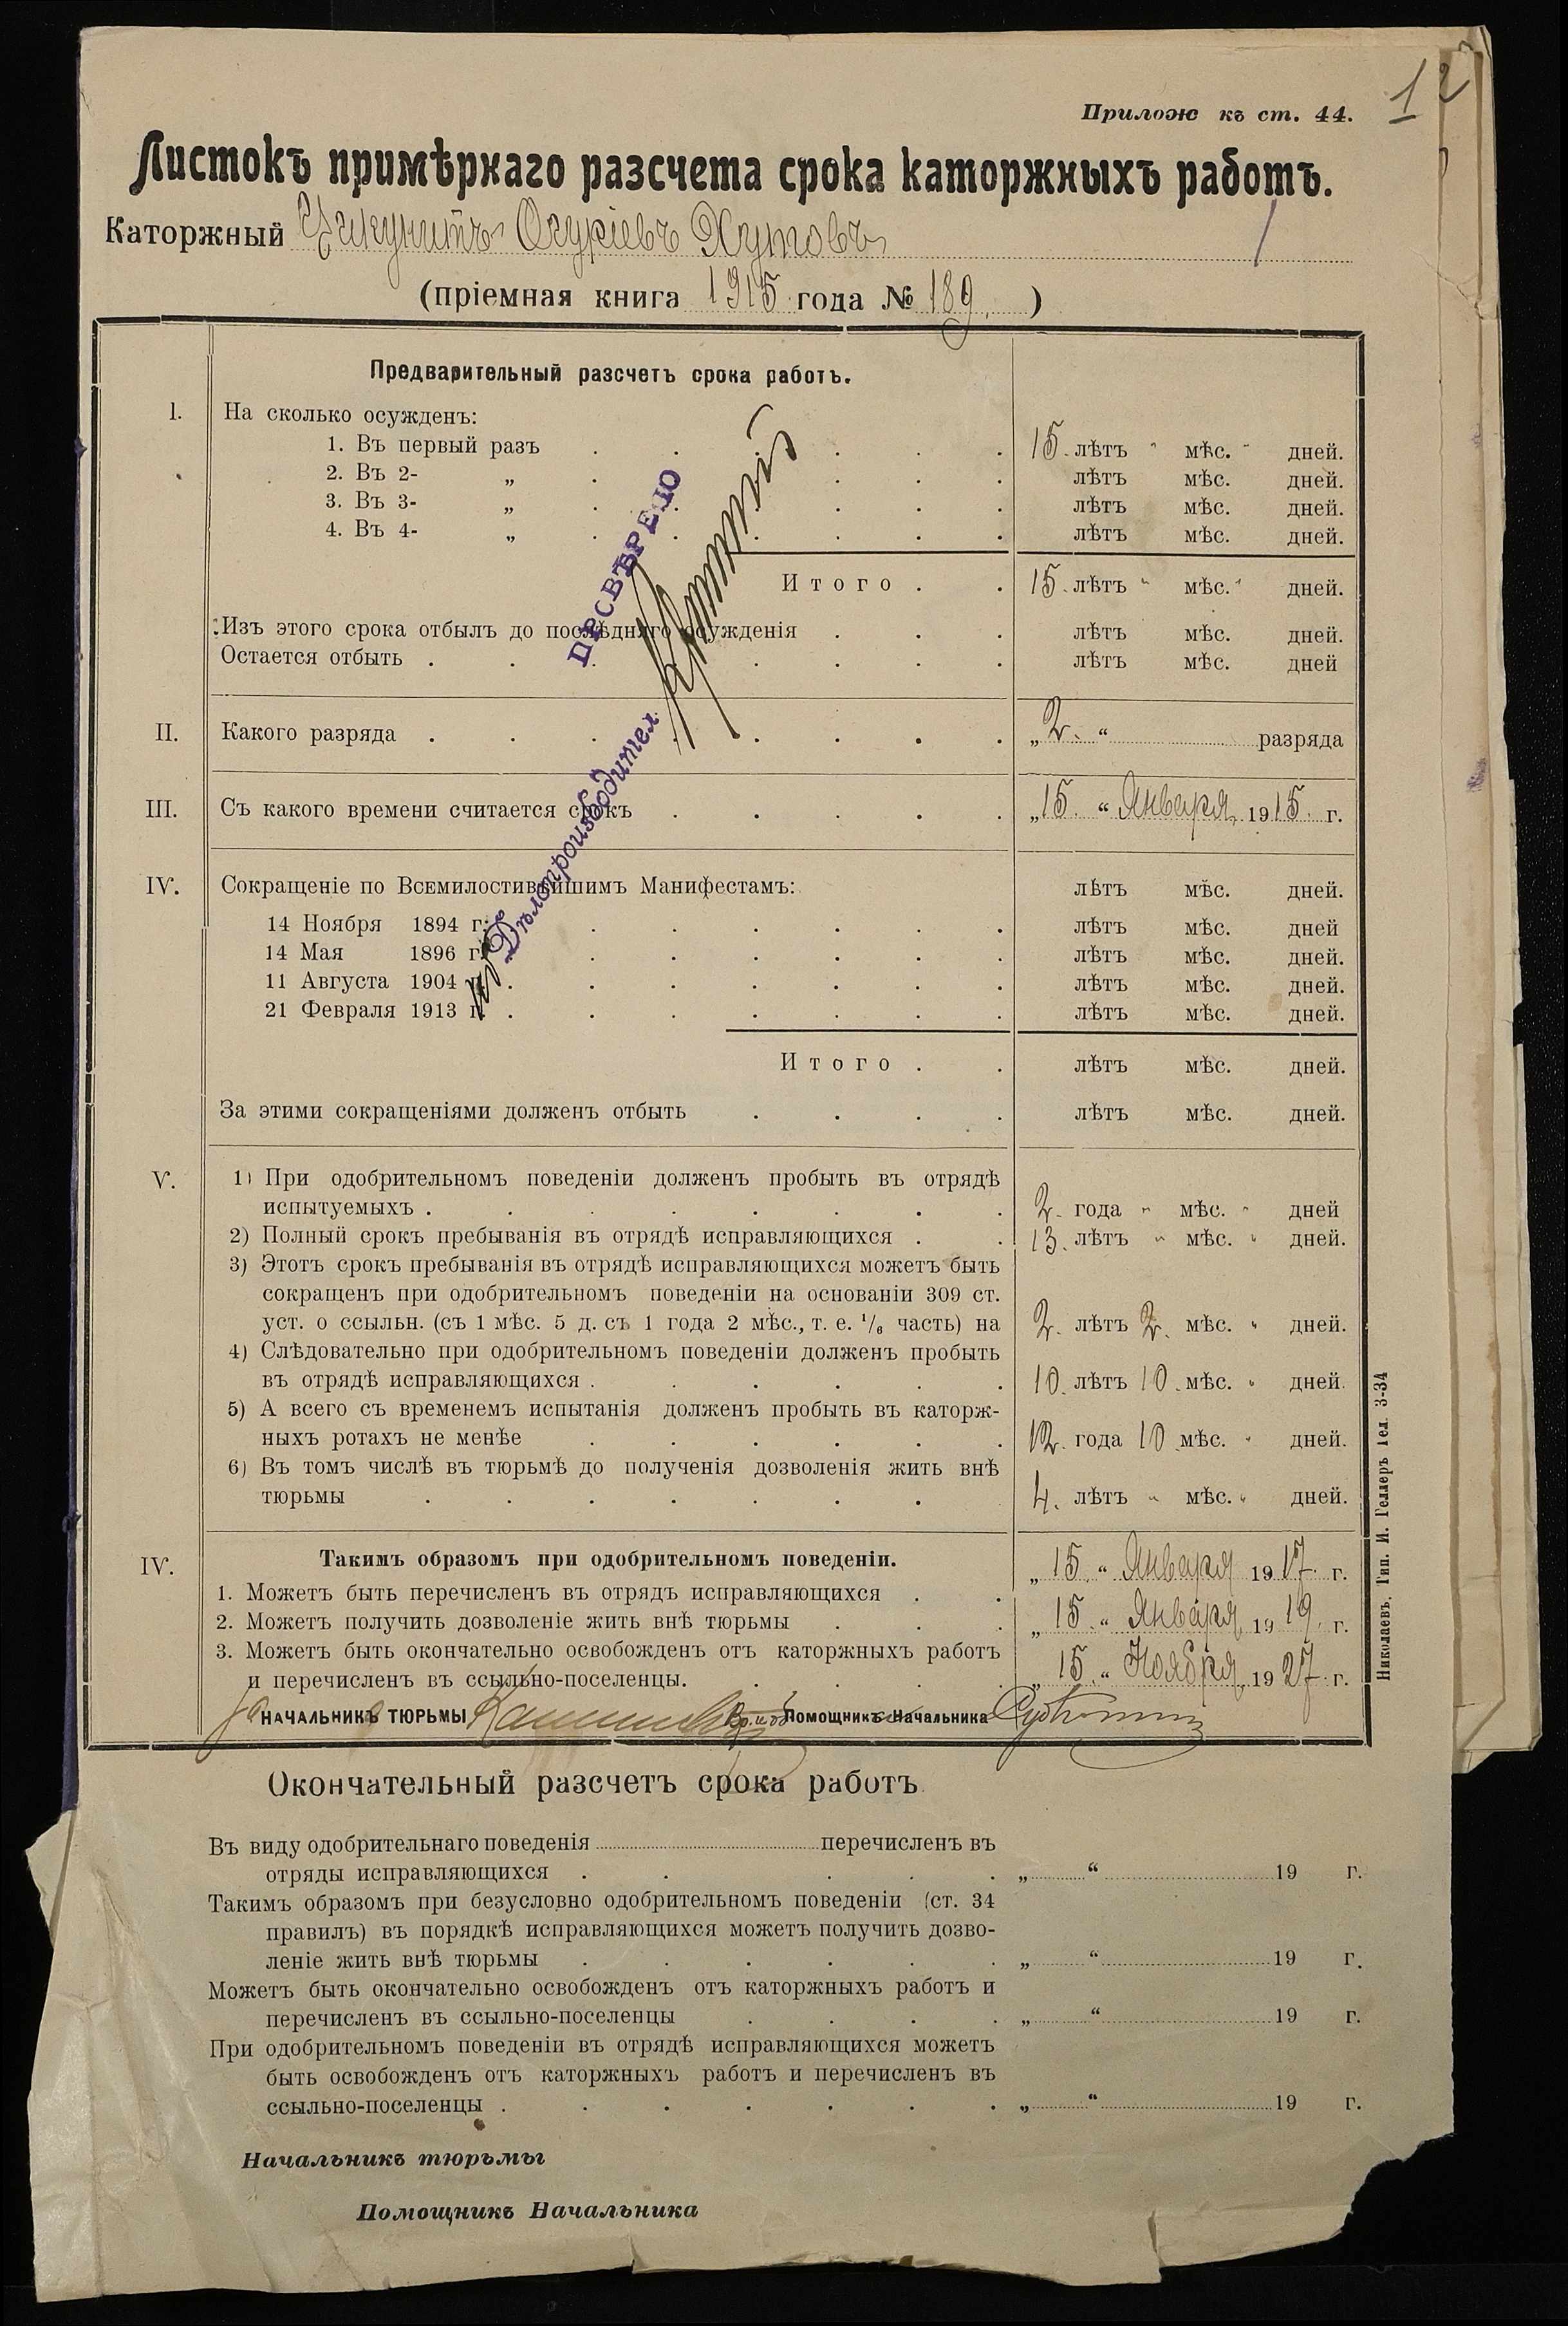 1
2
Прилож къ ст. 44.
Листокъ примѣрнаго разсчета срока каторжныхъ работъ.
Каторжный Хутовъ
(пріемная книга 1915 года № 189. )
Предварительный разсчетъ срока работъ.
I. На сколько осужденъ:
1. Въ первый разъ . . . . . . 15. лѣтъ " мѣс. " дней.
2. Въ 2- „ . . . . . лѣтъ мѣс. дней.
3. Въ 3- „ . . . . . лѣтъ мѣс. дней.
4. Въ 4- „ . . . . . лѣтъ мѣс. дней.
Итого . . 15. лѣтъ " мѣс. " дней.
Изъ этого срока отбылъ до послѣдняго осужденія . . . лѣтъ мѣс. дней.
Остается отбыть . . . . . . . . лѣтъ мѣс. дней
ПРОВѢРЕНО
Дѣлопроизводител
II. Какого разряда . . . . . . . . „ 2. “ разряда
III. Съ какого времени считается срокъ . . . . . „ 15. “ Января 1915. г.
IV. Сокращеніе по Всемилостивѣйшимъ Манифестамъ: лѣтъ мѣс. дней.
14 Ноября 1894 г. . . . . . . лѣтъ мѣс. дней
14 Мая 1896 г. . . . . . . лѣтъ мѣс. дней.
11 Августа 1904 г. . . . . . . . лѣтъ мѣс. дней.
21 Февраля 1913 г. . . . . . . . лѣтъ мѣс. дней.
Итого . . лѣтъ мѣс. дней.
За этими сокращеніями долженъ отбыть . . . . лѣтъ мѣс. дней.
V. 1) При одобрительномъ поведеніи долженъ пробыть въ отрядѣ
испытуемыхъ . . . . . . . . 2. года " мѣс. " дней
2) Полный срокъ пребыванія въ отрядѣ исправляющихся . . 13. лѣтъ " мѣс. " дней.
3) Этотъ срокъ пребыванія въ отрядѣ исправляющихся можетъ быть
сокращенъ при одобрительномъ поведеніи на основаніи 309 ст.
уст. о ссыльн. (съ 1 мѣс. 5 д. съ 1 года 2 мѣс., т. е. 1/6 часть) на 2. лѣтъ 2. мѣс. " дней.
4) Слѣдовательно при одобрительномъ поведеніи долженъ пробыть
въ отрядѣ исправляющихся . . . . . . 10. лѣтъ 10. мѣс. " дней.
5) А всего съ временемъ испытанія долженъ пробыть въ каторж-
ныхъ ротахъ не менѣе . . . . . . 12. года 10 мѣс. " дней.
6) Въ томъ числѣ въ тюрьмѣ до полученія дозволенія жить внѣ
тюрьмы . . . . . . . 4. лѣтъ " мѣс. " дней.
IV. Такимъ образомъ при одобрительномъ поведеніи.
1. Можетъ быть перечисленъ въ отрядъ исправляющихся . . „ 15. “ Января 1917 г.
2. Можетъ получить дозволеніе жить внѣ тюрьмы . . . „ 15. “ Января 1919. г.
3. Можетъ быть окончательно освобожденъ отъ каторжныхъ работъ
и перечисленъ въ ссыльно-поселенцы. . . . . „ 15. “ Ноября 1927 г.
НАЧАЛЬНИКЪ ТЮРЬМЫ Помощникъ Начальника
Николаевъ, Тип. И. Геллеръ тел. 3-34
Окончательный разсчетъ срока работъ
Въ виду одобрительнаго поведенія перечисленъ въ
отряды исправляющихся . . . . . „ “ 19 г.
Такимъ образомъ при безусловно одобрительномъ поведеніи (ст. 34
правилъ) въ порядкѣ исправляющихся можетъ получить дозво-
леніе жить внѣ тюрьмы . . . . . . „ “ 19 г.
Можетъ быть окончательно освобожденъ отъ каторжныхъ работъ и
перечисленъ въ ссыльно-поселенцы . . . . „ “ 19 г.
При одобрительномъ поведеніи въ отрядѣ исправляющихся можетъ
быть освобожденъ отъ каторжныхъ работъ и перечисленъ въ
ссыльно-поселенцы . . . . . . . „ “ 19 г.
Начальникъ тюрьмы
Помощникъ Начальника